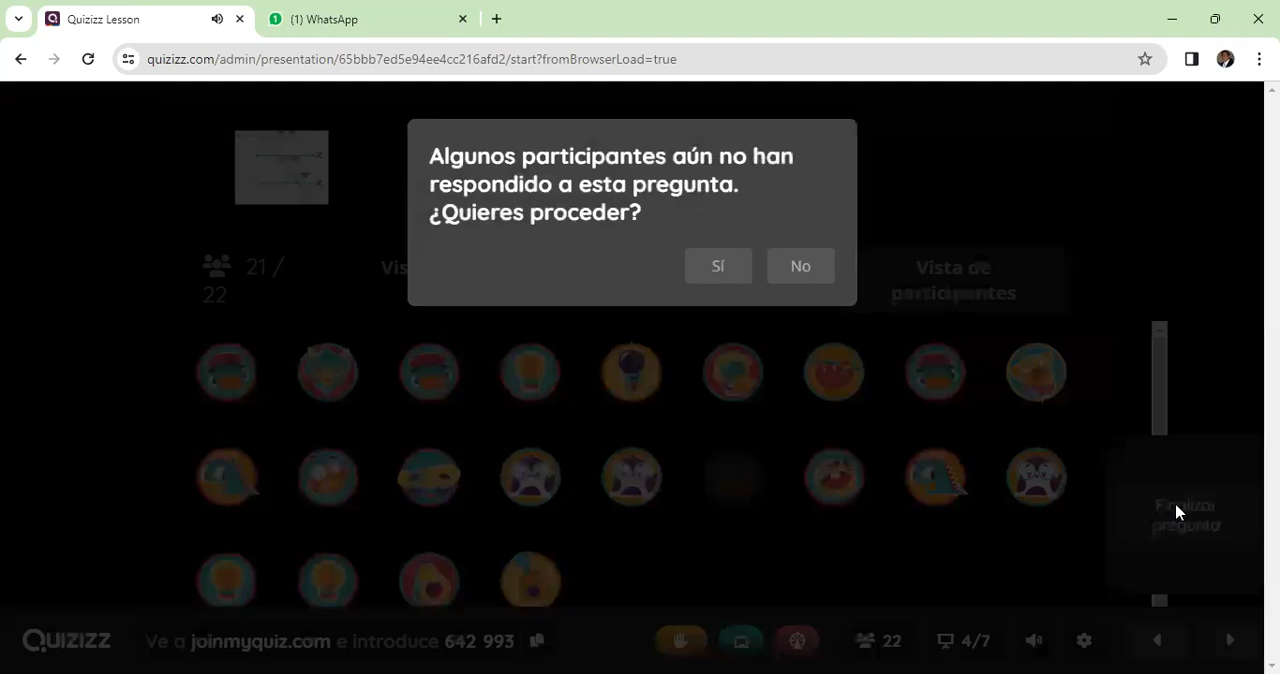 Quizizz Lesson
(1) WhatsApp
quizizz.com/admin/presentation/65bbb7ed5e94ee4cc216afd2/start?fromBrowserLoad=true
Algunos participantes aún no han
respondido a esta pregunta.
¿Quieres proceder?
Sí No
21 /
22
Vis
Vista de
participantes
Finalizar
pregunta
QUIZIZZ
Ve a joinmyquiz.com e introduce 642 993
22
4/7